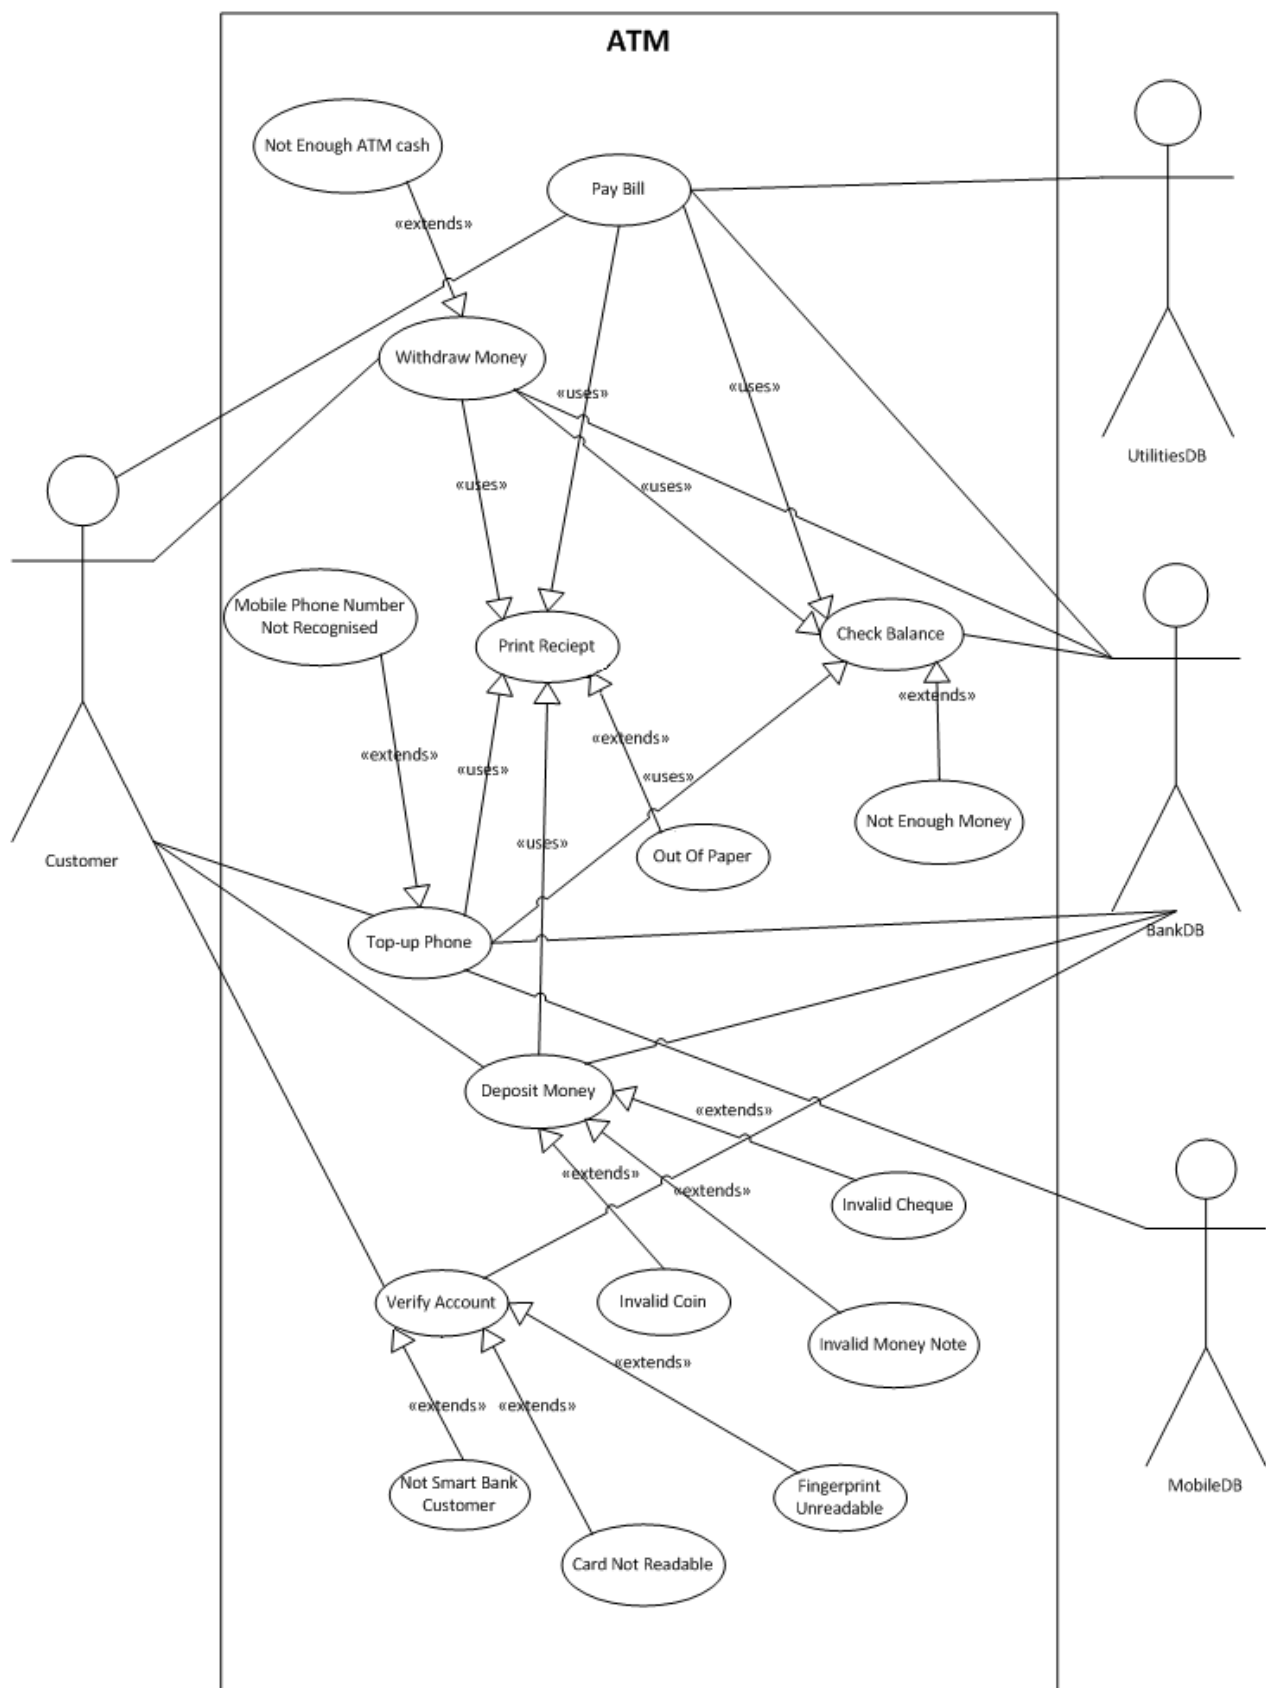 ATM
Not Enough ATM cash
Pay Bill
«extends»
Withdraw Money
«uses»
«uses»
UtilitiesDB
«uses»
«uses»
Mobile Phone Number
Not Recognised
Print Reciept
Check Balance
«extends»
«extends»
«extends»
«uses»
«uses»
Not Enough Money
«uses»
Out Of Paper
Customer
Top-up Phone
BankDB
Deposit Money
«extends»
«extends»
«extends»
Invalid Cheque
Verify Account
Invalid Coin
Invalid Money Note
«extends»
«extends»
«extends»
Not Smart Bank
Customer
Fingerprint
Unreadable
MobileDB
Card Not Readable